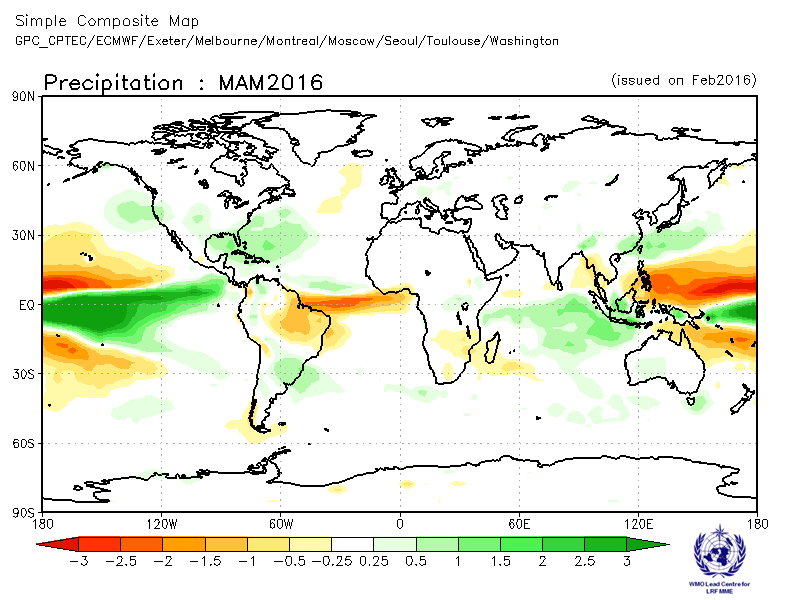 Simple Composite Map
GPC_CPTEC/ECMWF/Exeter/Melbourne/Montreal/Moscow/Seoul/Toulouse/Washington
Precipitation : MAM2016
(issued on Feb2016)
90N
60N
30N
EQ
30S
60S
90S
180 120W 60W 0 60E 120E 180
-3 -2.5 -2 -1.5 -1 -0.5 -0.25 0.25 0.5 1 1.5 2 2.5 3
WMO Lead Centre for
LRF MME